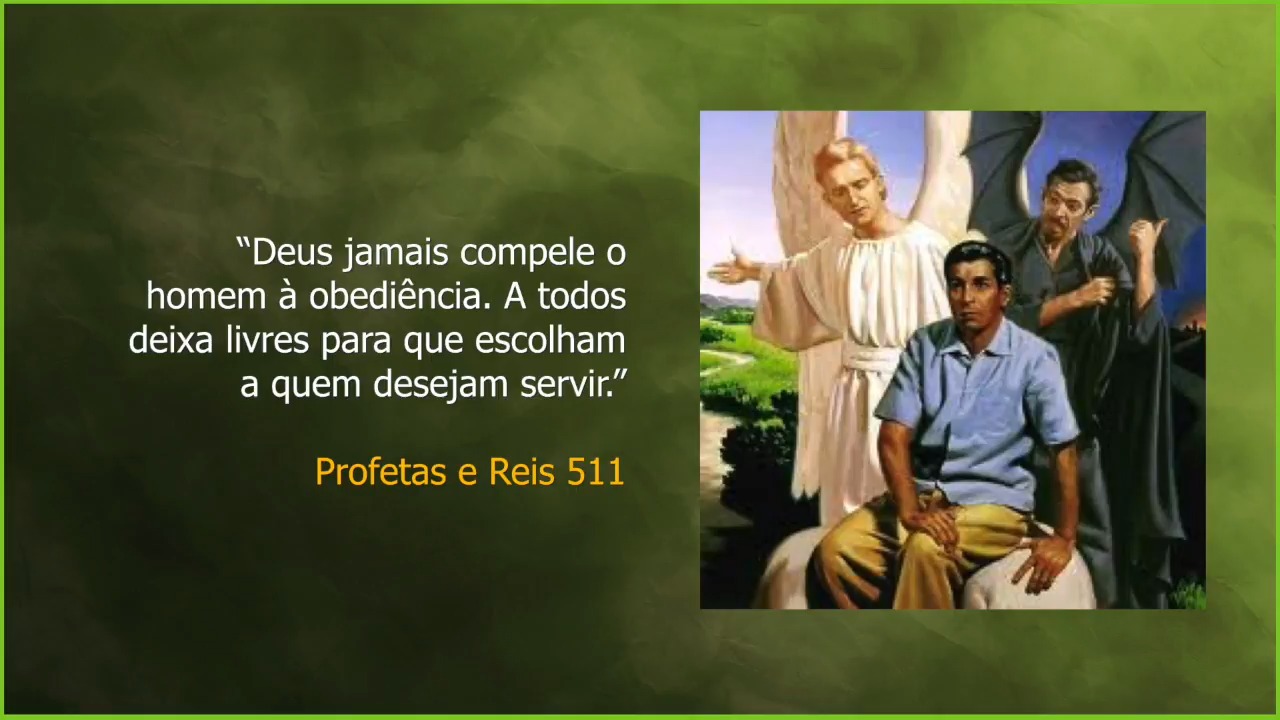 “Deus jamais compele o
homem à obediência. A todos
deixa livres para que escolham
a quem desejam servir.”
Profetas e Reis 511